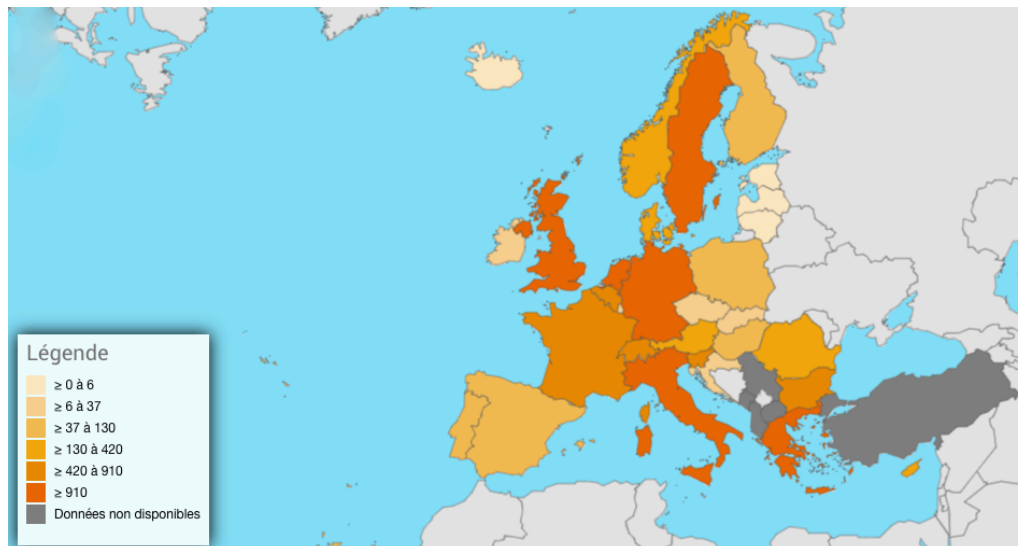 Légende
≥ 0 à 6
≥ 6 à 37
≥ 37 à 130
≥ 130 à 420
≥ 420 à 910
≥ 910
Données non disponibles